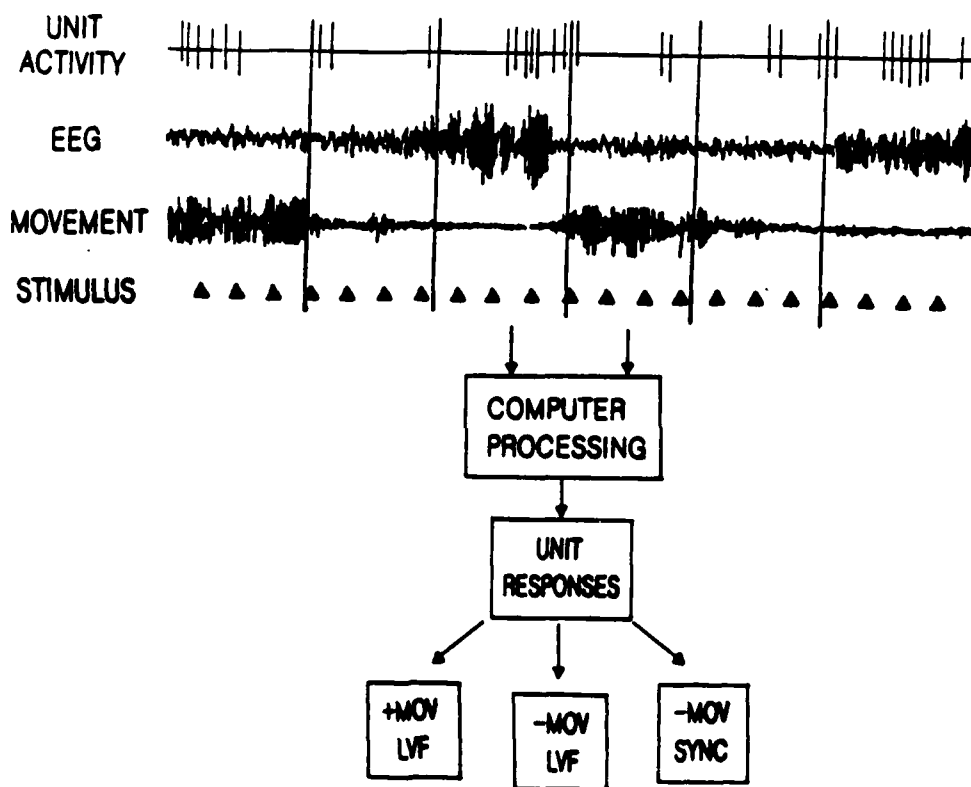 UNIT
ACTIVITY
EEG
MOVEMENT
STIMULUS
COMPUTER
PROCESSING
UNIT
RESPONSES
+MOV
LVF
-MOV
LVF
-MOV
SYNC